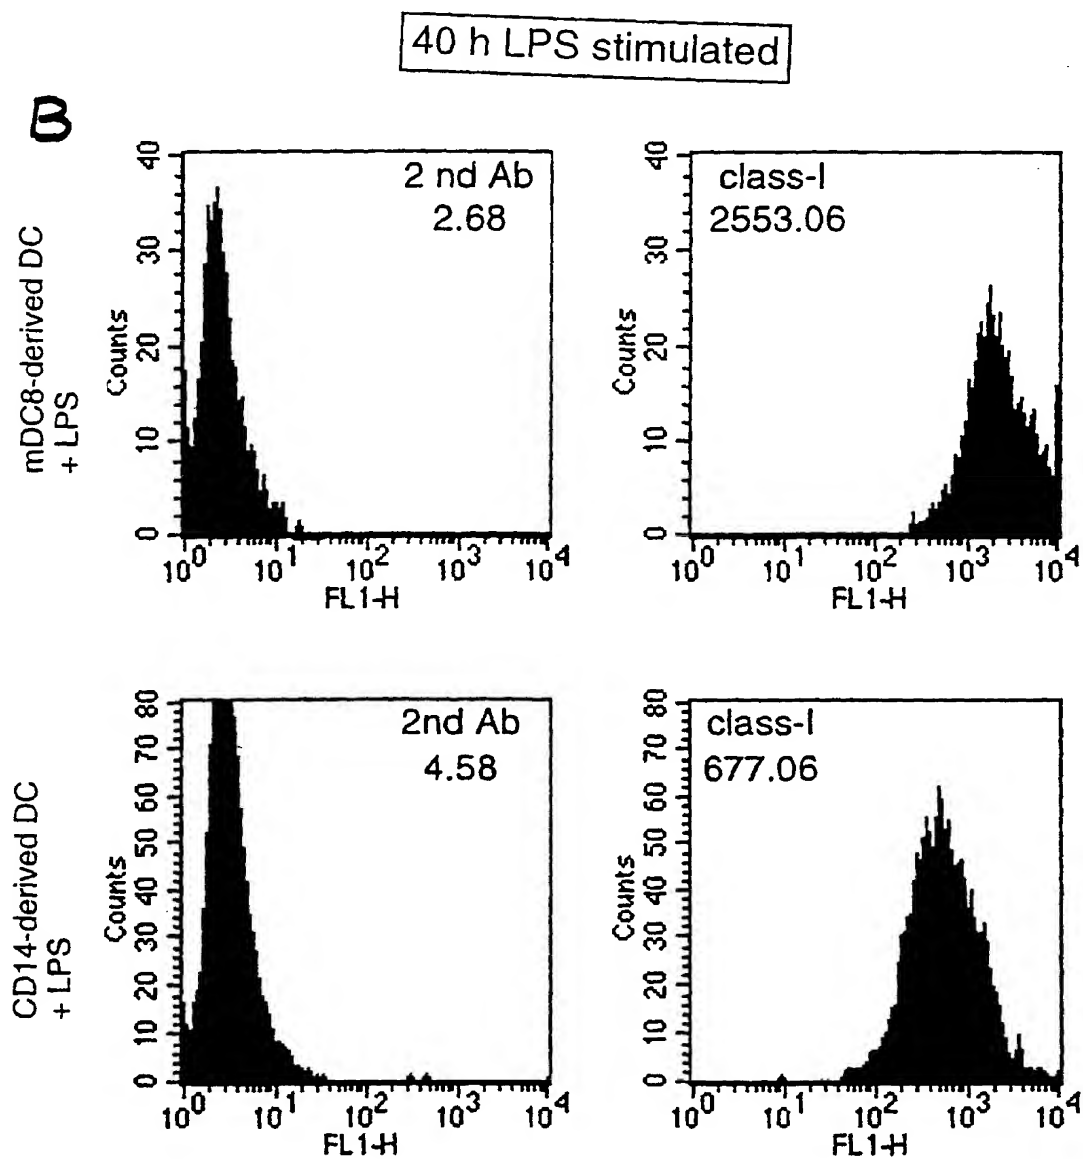 40 h LPS stimulated
B
mDC8-derived DC
+ LPS
40
30
20
10
0
Counts
2 nd Ab
2.68
10^0 10^1 10^2 10^3 10^4
FL1-H
40
30
20
10
0
Counts
class-I
2553.06
10^0 10^1 10^2 10^3 10^4
FL1-H
CD14-derived DC
+ LPS
80
70
60
50
40
30
20
10
0
Counts
2nd Ab
4.58
10^0 10^1 10^2 10^3 10^4
FL1-H
80
70
60
50
40
30
20
10
0
Counts
class-I
677.06
10^0 10^1 10^2 10^3 10^4
FL1-H